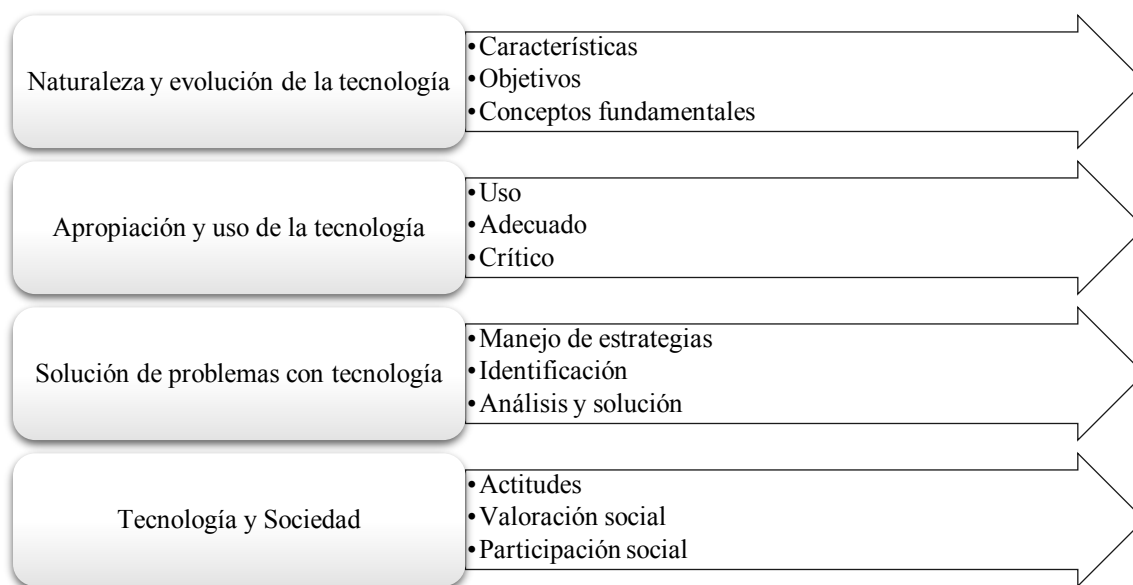 Naturaleza y evolución de la tecnología
•Características
•Objetivos
•Conceptos fundamentales
Apropiación y uso de la tecnología
•Uso
•Adecuado
•Crítico
Solución de problemas con tecnología
•Manejo de estrategias
•Identificación
•Análisis y solución
Tecnología y Sociedad
•Actitudes
•Valoración social
•Participación social